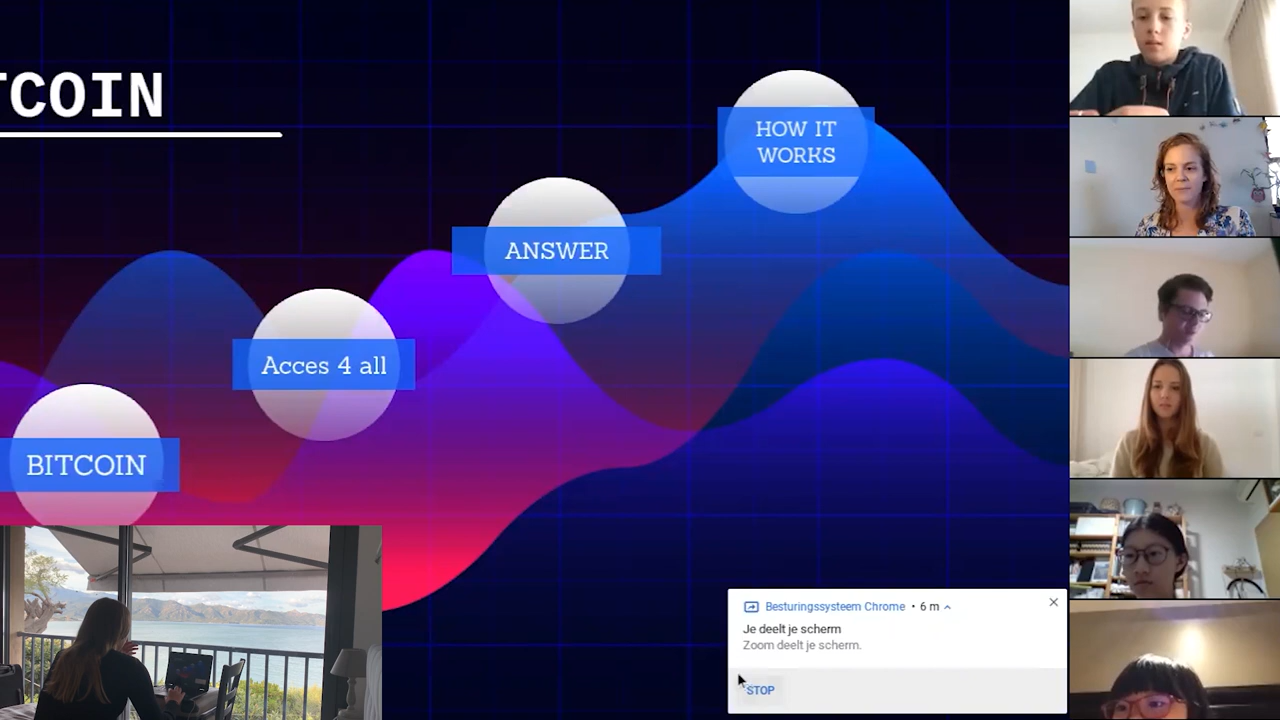 TCOIN
HOW IT
WORKS
ANSWER
Acces 4 all
BITCOIN
Besturingssysteem Chrome • 6 m
Je deelt je scherm
Zoom deelt je scherm.
STOP